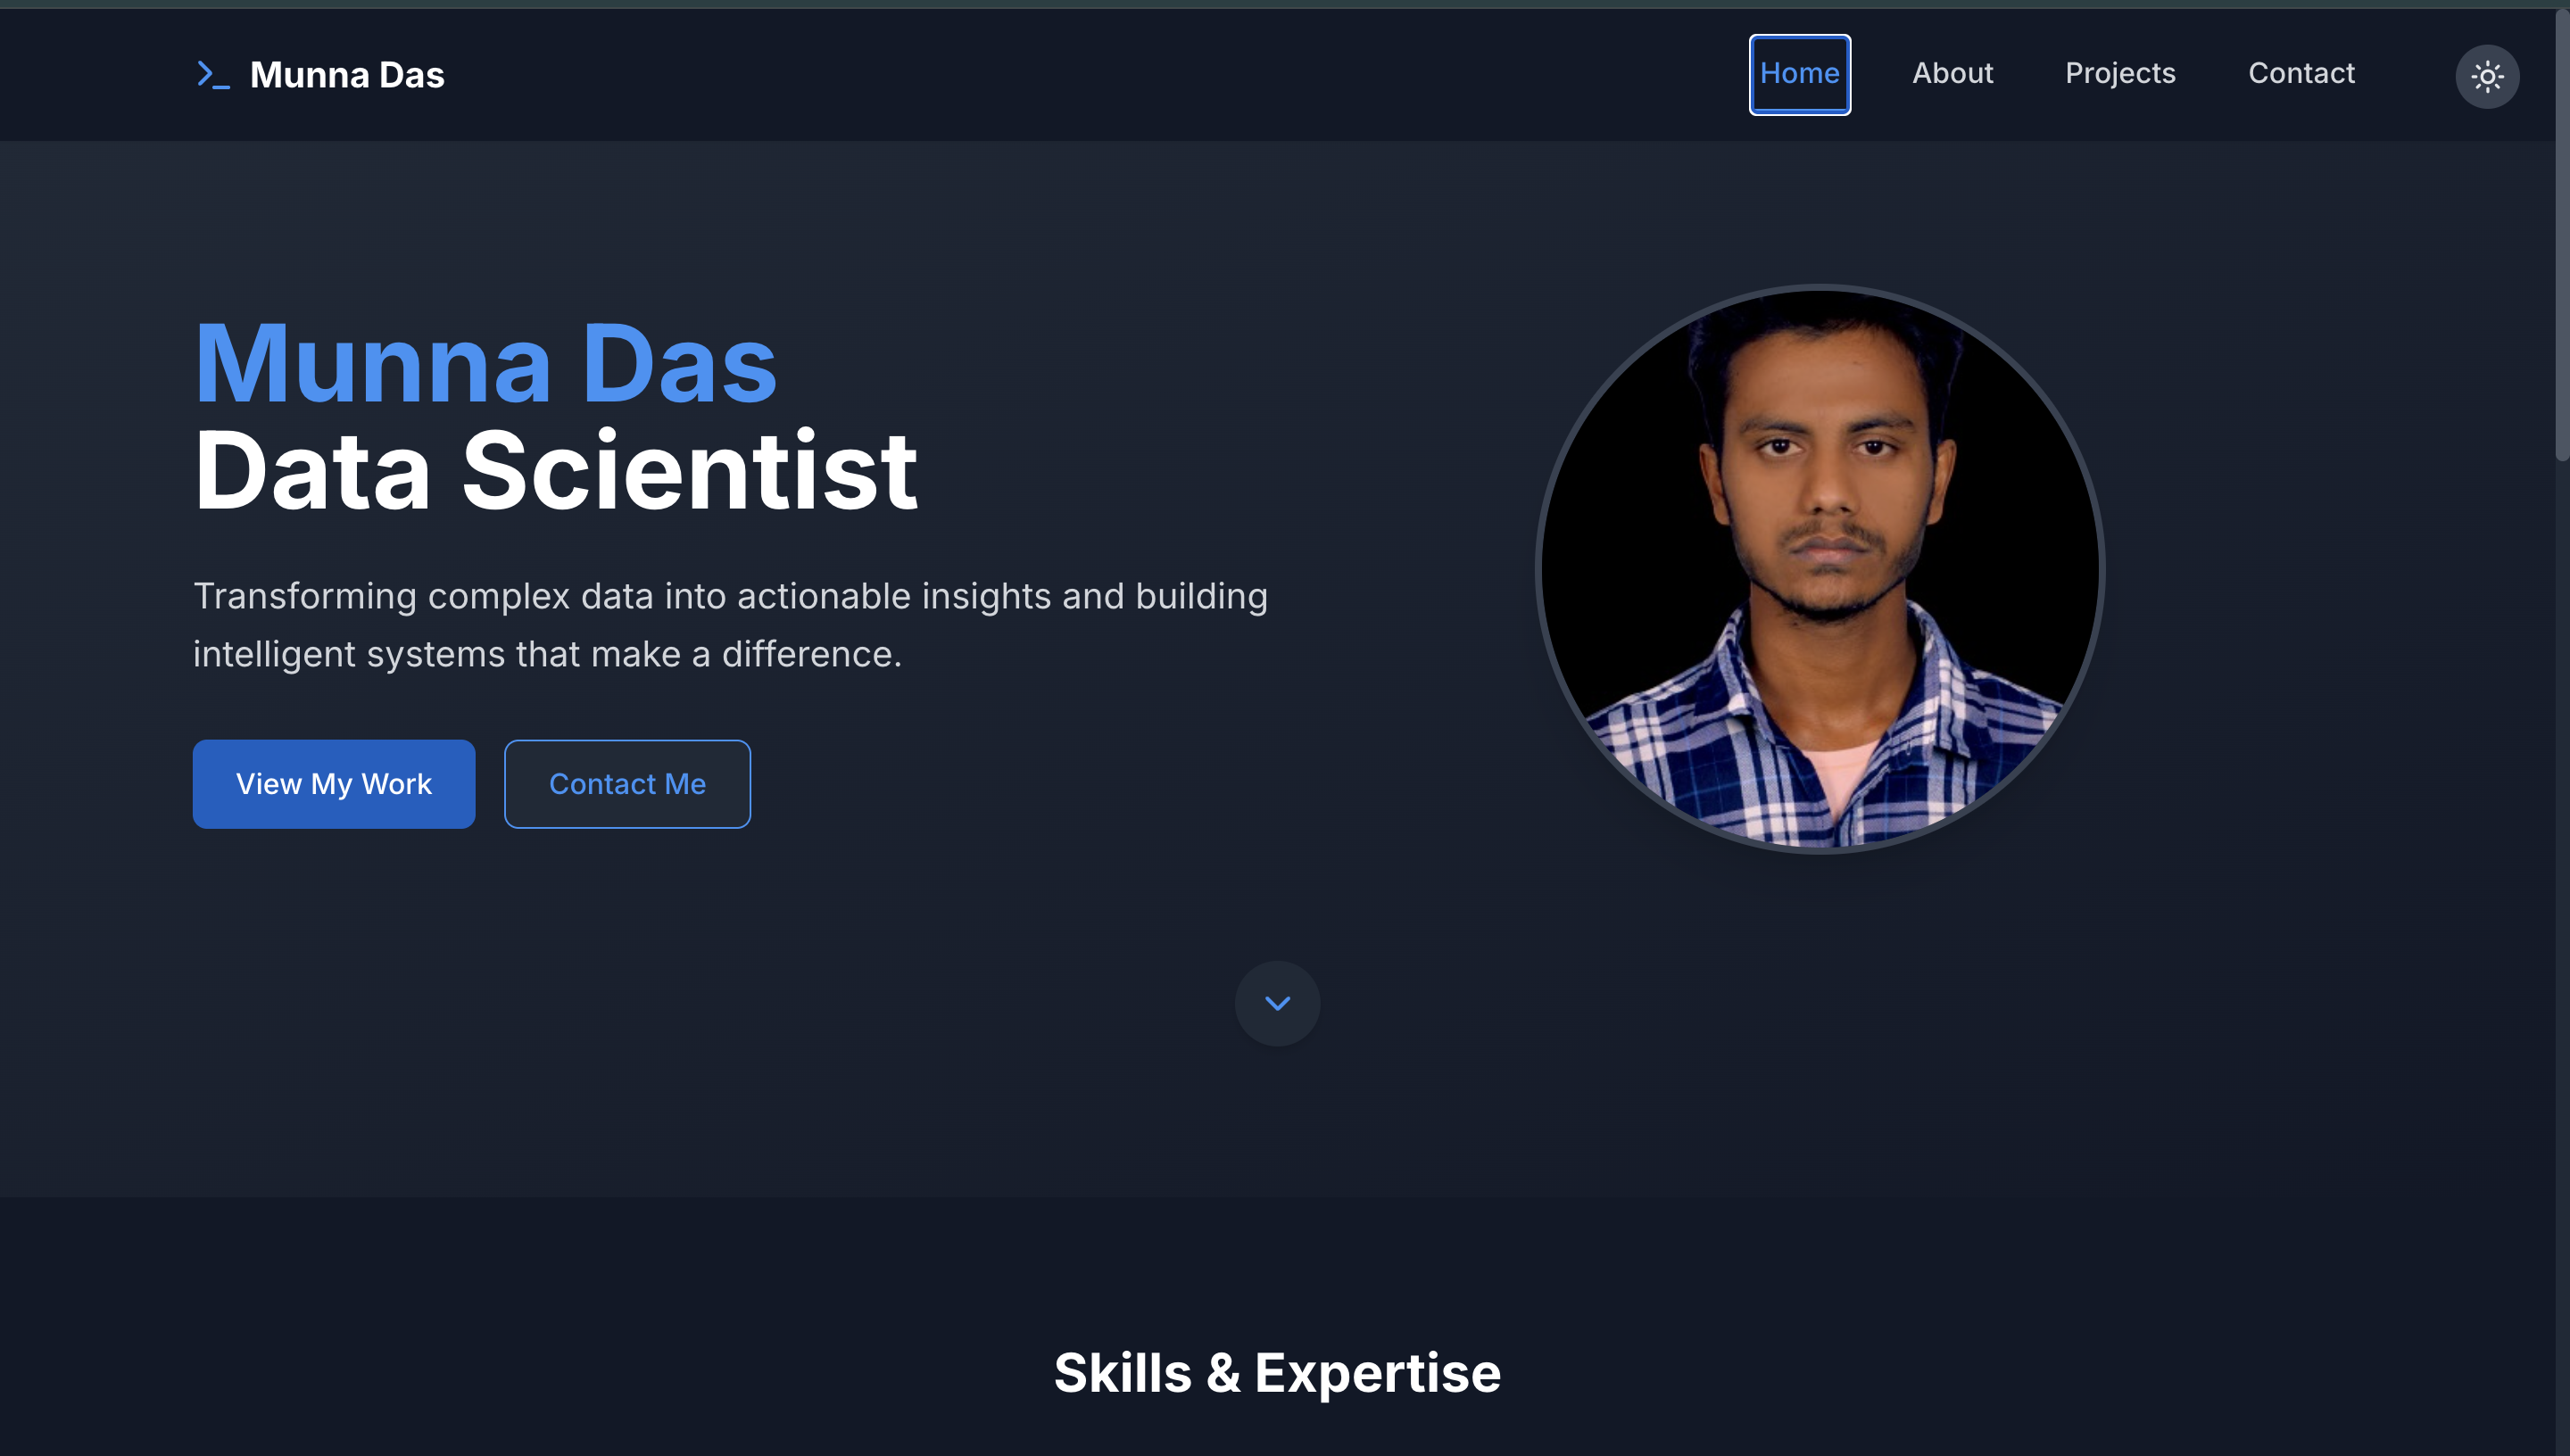 Munna Das
Home
About
Projects
Contact
Munna Das
Data Scientist
Transforming complex data into actionable insights and building
intelligent systems that make a difference.
View My Work
Contact Me
Skills & Expertise